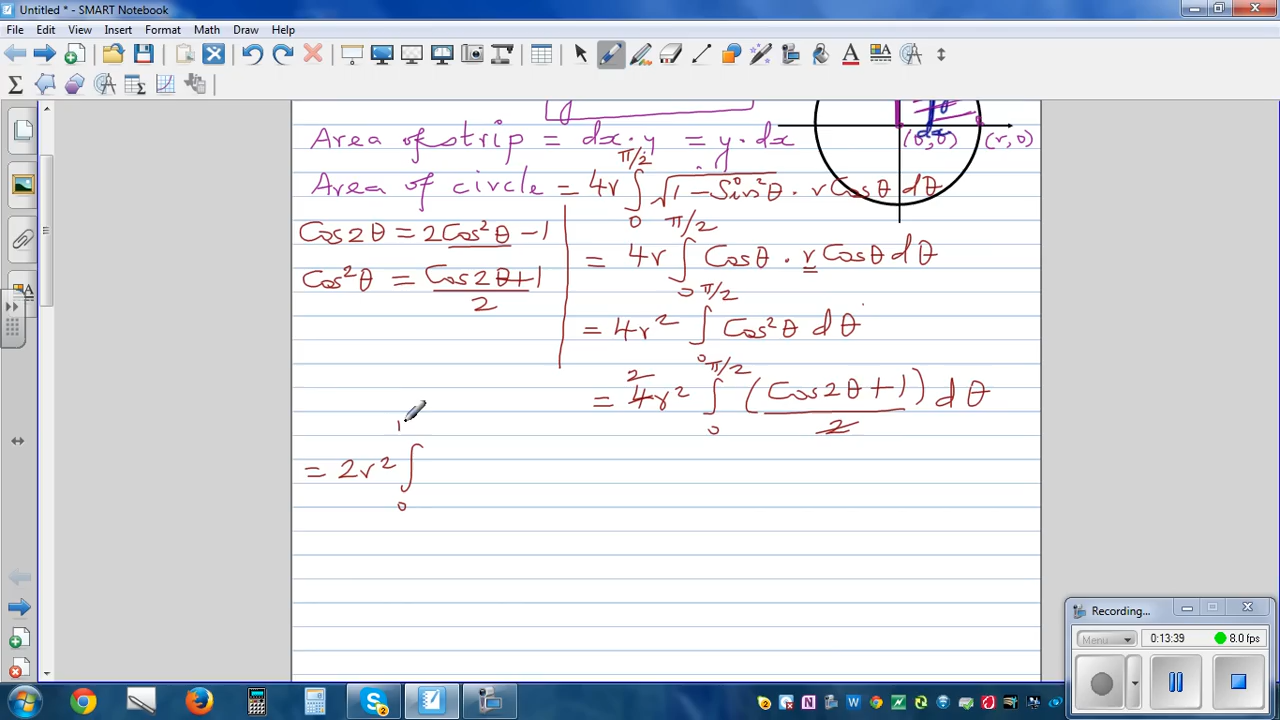 Untitled * - SMART Notebook
File Edit View Insert Format Math Draw Help
y
(0,0) (r, 0)
dx
Area of strip = dx · y = y · dx
Area of circle = 4r ∫₀^{π/2} √(1 - Sin²θ) · r Cosθ dθ
Cos2θ = 2Cos²θ - 1
= 4r ∫₀^{π/2} Cosθ · r Cosθ dθ
Cos²θ = (Cos2θ+1)/2
= 4r² ∫₀^{π/2} Cos²θ dθ
2
= 4r² ∫₀^{π/2} (Cos2θ+1)/2 dθ
= 2r² ∫₀
Recording...
Menu
0:13:39 8.0 fps